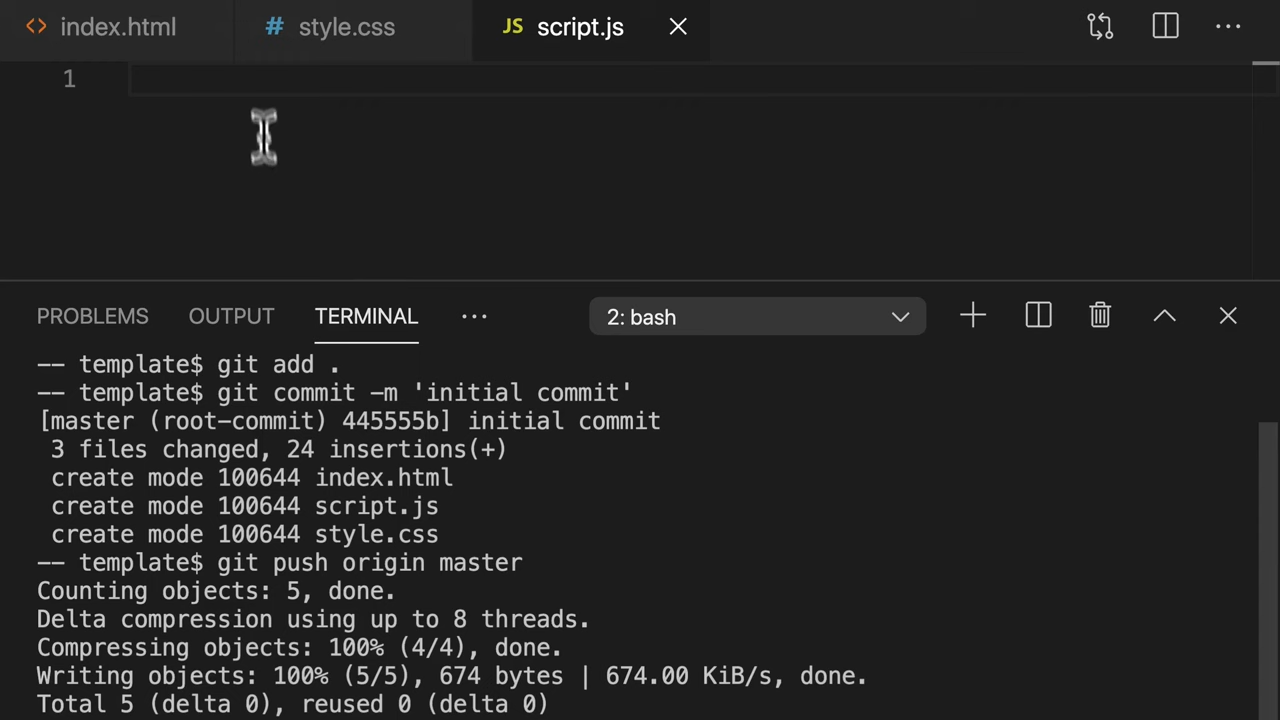 <> index.html # style.css JS script.js
1
PROBLEMS OUTPUT TERMINAL ··· 2: bash
-- template$ git add .
-- template$ git commit -m 'initial commit'
[master (root-commit) 445555b] initial commit
3 files changed, 24 insertions(+)
create mode 100644 index.html
create mode 100644 script.js
create mode 100644 style.css
-- template$ git push origin master
Counting objects: 5, done.
Delta compression using up to 8 threads.
Compressing objects: 100% (4/4), done.
Writing objects: 100% (5/5), 674 bytes | 674.00 KiB/s, done.
Total 5 (delta 0), reused 0 (delta 0)